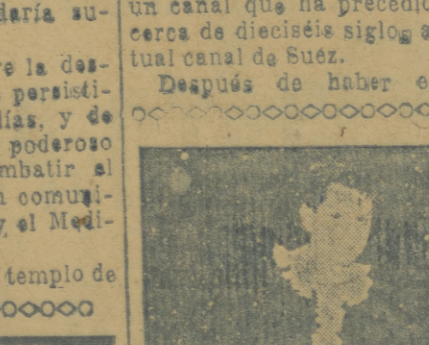 daría su-
re la des-
persisti-
días, y de
poderoso
mbatir el
n comuni-
y el Medi-
templo de
un canal que ha precedido
cerca de dieciséis siglos a
tual canal de Suez.
Después de haber e